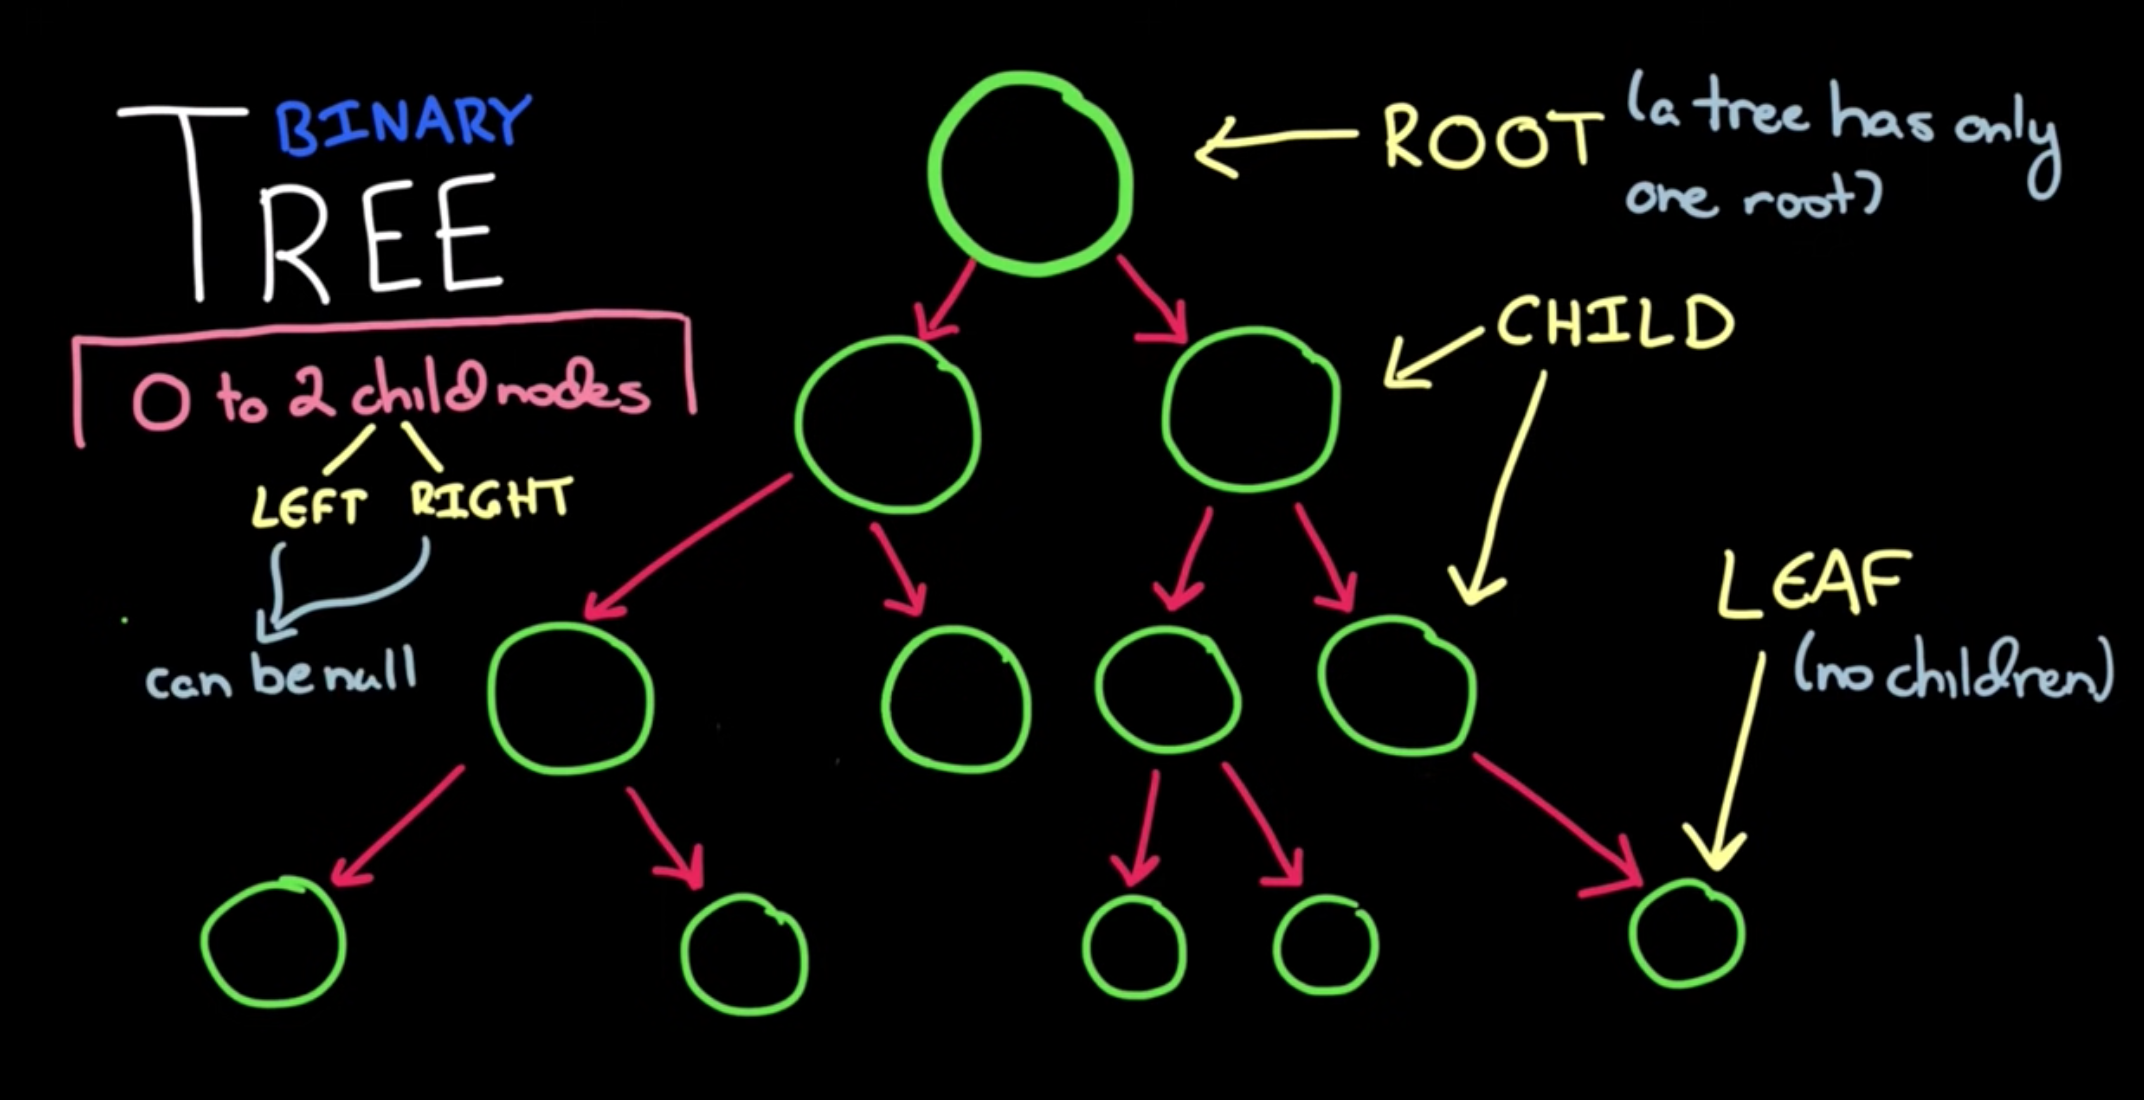 BINARY
TREE
0 to 2 child nodes
LEFT RIGHT
can be null
ROOT (a tree has only
one root)
CHILD
LEAF
(no children)